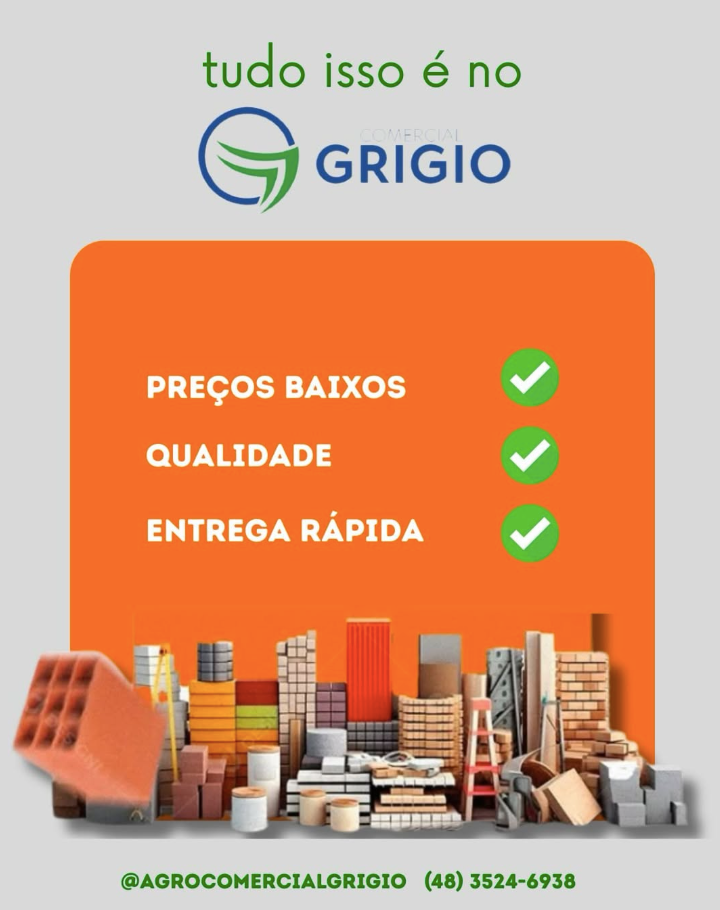 tudo isso é no
COMERCIAL
GRIGIO
PREÇOS BAIXOS
QUALIDADE
ENTREGA RÁPIDA
@AGROCOMERCIALGRIGIO (48) 3524-6938